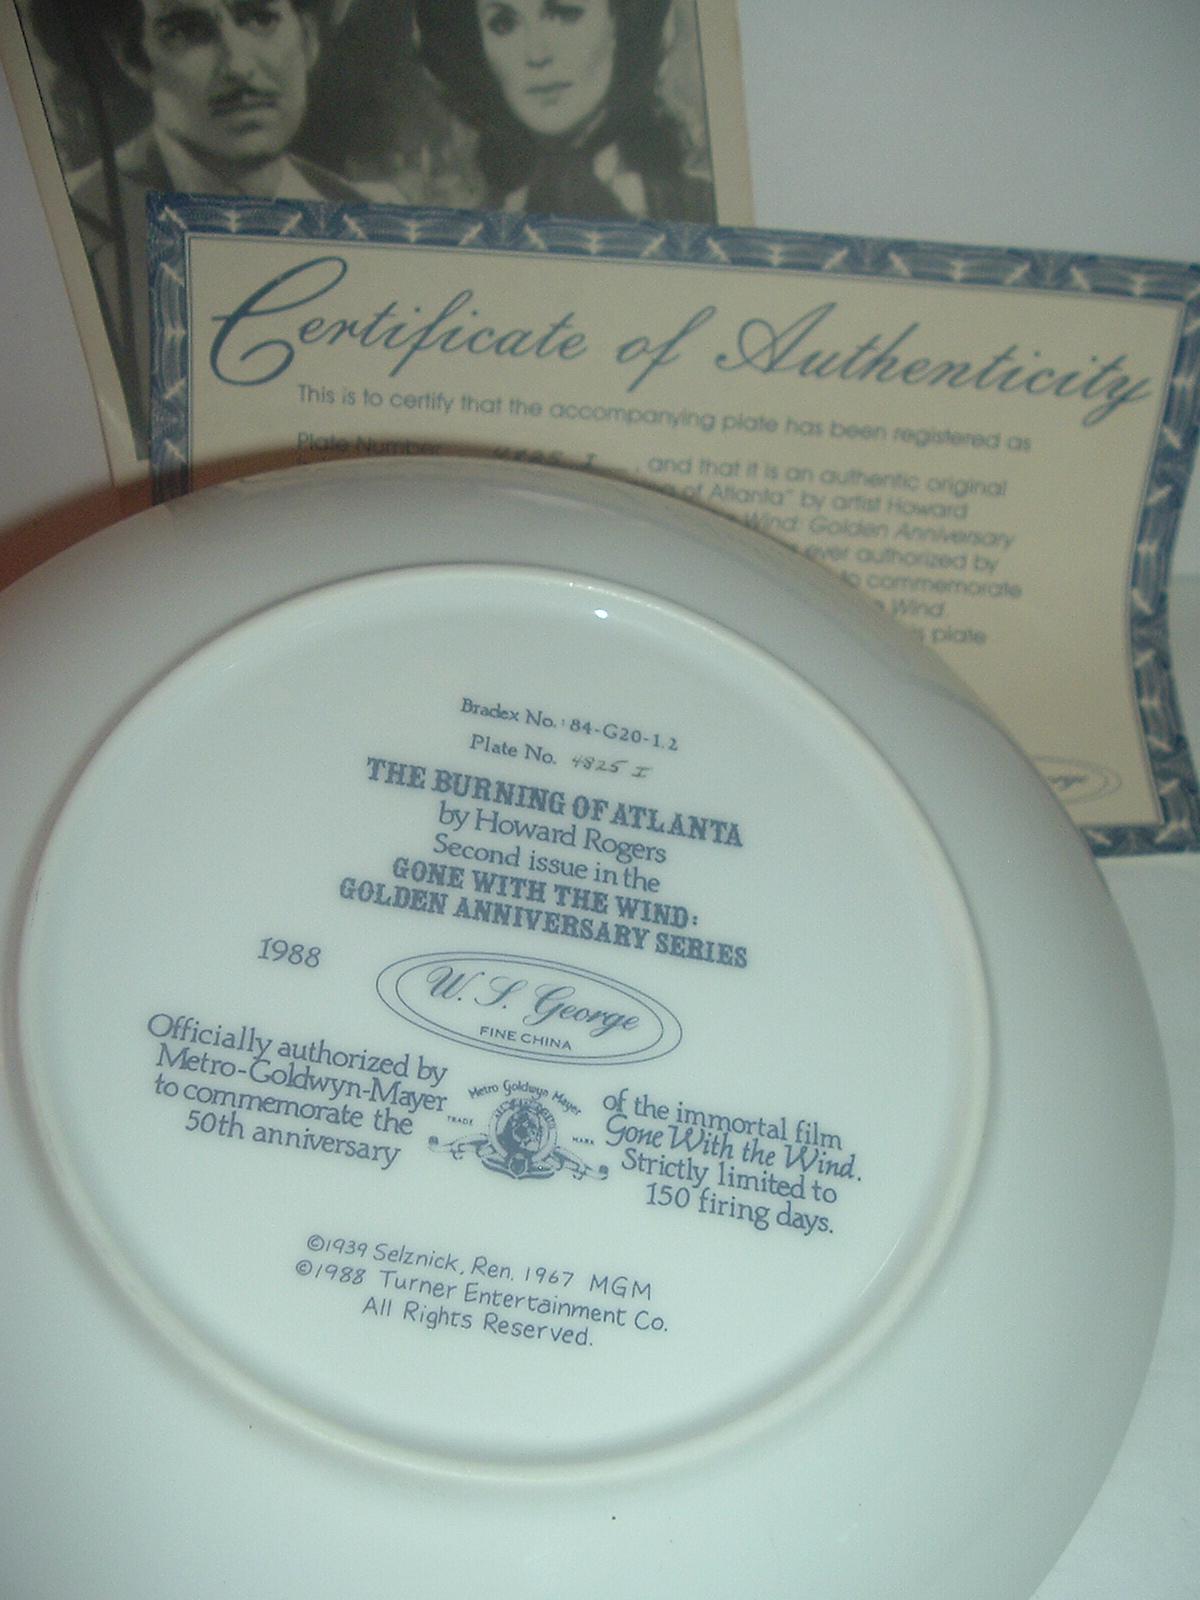 Certificate of Authenticity
This is to certify that the accompanying plate has been registered as
Plate Number 4825 I , and that it is an authentic original
of Atlanta" by artist Howard
Wind: Golden Anniversary
ever authorized by
to commemorate
Wind.
plate
Bradex No.: 84-G20-1.2
Plate No. 4825 I
THE BURNING OF ATLANTA
by Howard Rogers
Second issue in the
GONE WITH THE WIND:
GOLDEN ANNIVERSARY SERIES
1988
W. S. George
FINE CHINA
Officially authorized by
Metro-Goldwyn-Mayer
to commemorate the
50th anniversary
Metro Goldwyn Mayer
TRADE MARK
of the immortal film
Gone With the Wind.
Strictly limited to
150 firing days.
©1939 Selznick, Ren. 1967 MGM
©1988 Turner Entertainment Co.
All Rights Reserved.